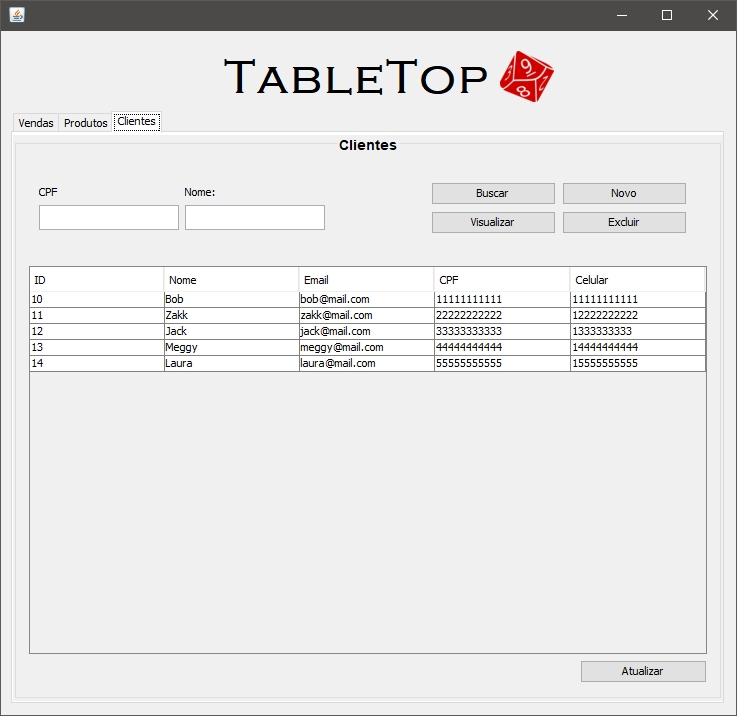 TABLETOP
9
8
Vendas Produtos Clientes
Clientes
CPF Nome: Buscar Novo
Visualizar Excluir
ID Nome Email CPF Celular
10 Bob bob@mail.com 11111111111 11111111111
11 Zakk zakk@mail.com 22222222222 12222222222
12 Jack jack@mail.com 33333333333 1333333333
13 Meggy meggy@mail.com 44444444444 14444444444
14 Laura laura@mail.com 55555555555 15555555555
Atualizar